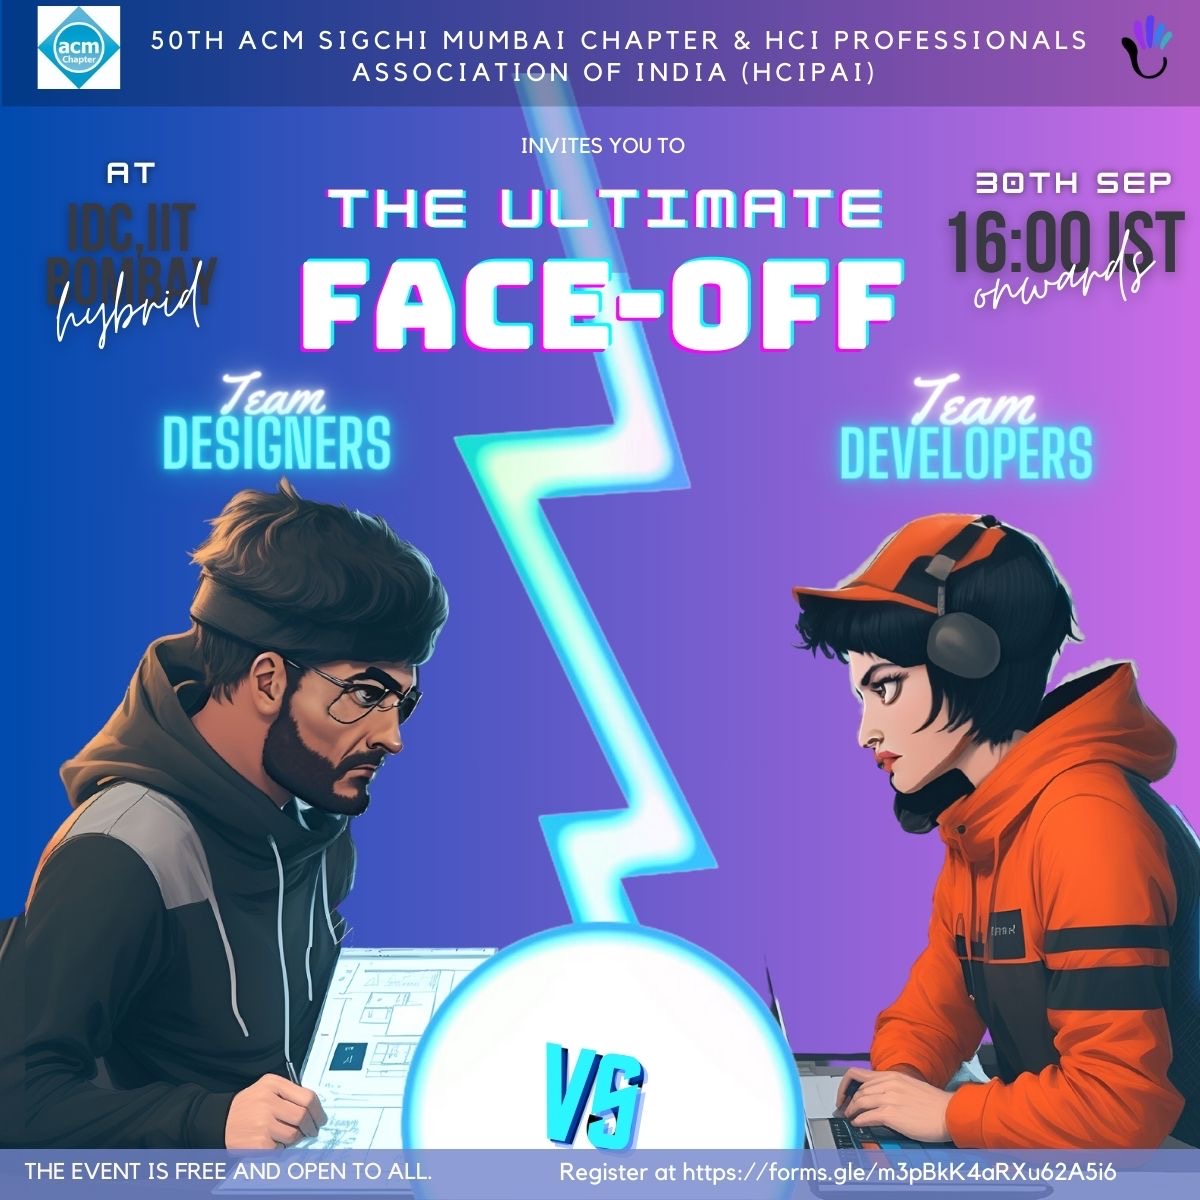 acm
Chapter
50TH ACM SIGCHI MUMBAI CHAPTER & HCI PROFESSIONALS
ASSOCIATION OF INDIA (HCIPAI)
INVITES YOU TO
THE ULTIMATE
FACE-OFF
AT
IDC,IIT
BOMBAY
hybrid
30TH SEP
16:00 IST
onwards
Team
DESIGNERS
Team
DEVELOPERS
VS
THE EVENT IS FREE AND OPEN TO ALL.
Register at https://forms.gle/m3pBkK4aRXu62A5i6